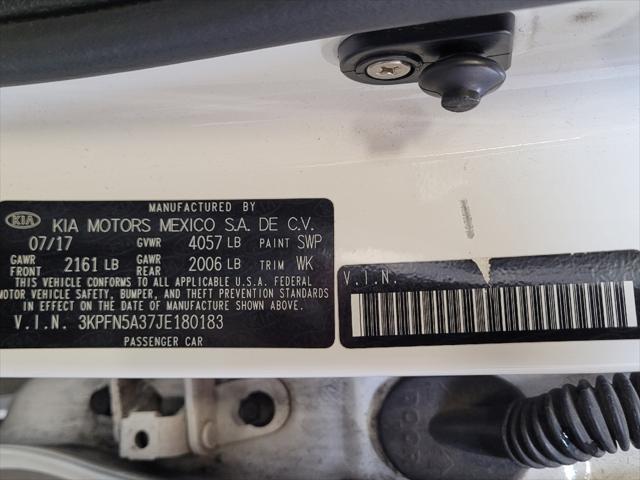 MANUFACTURED BY
KIA KIA MOTORS MEXICO S.A. DE C.V.
07/17 GVWR 4057 LB PAINT SWP
GAWR FRONT 2161 LB GAWR REAR 2006 LB TRIM WK
THIS VEHICLE CONFORMS TO ALL APPLICABLE U.S.A. FEDERAL
MOTOR VEHICLE SAFETY, BUMPER, AND THEFT PREVENTION STANDARDS
IN EFFECT ON THE DATE OF MANUFACTURE SHOWN ABOVE.
V.I.N. 3KPFN5A37JE180183
PASSENGER CAR
V.I.N.